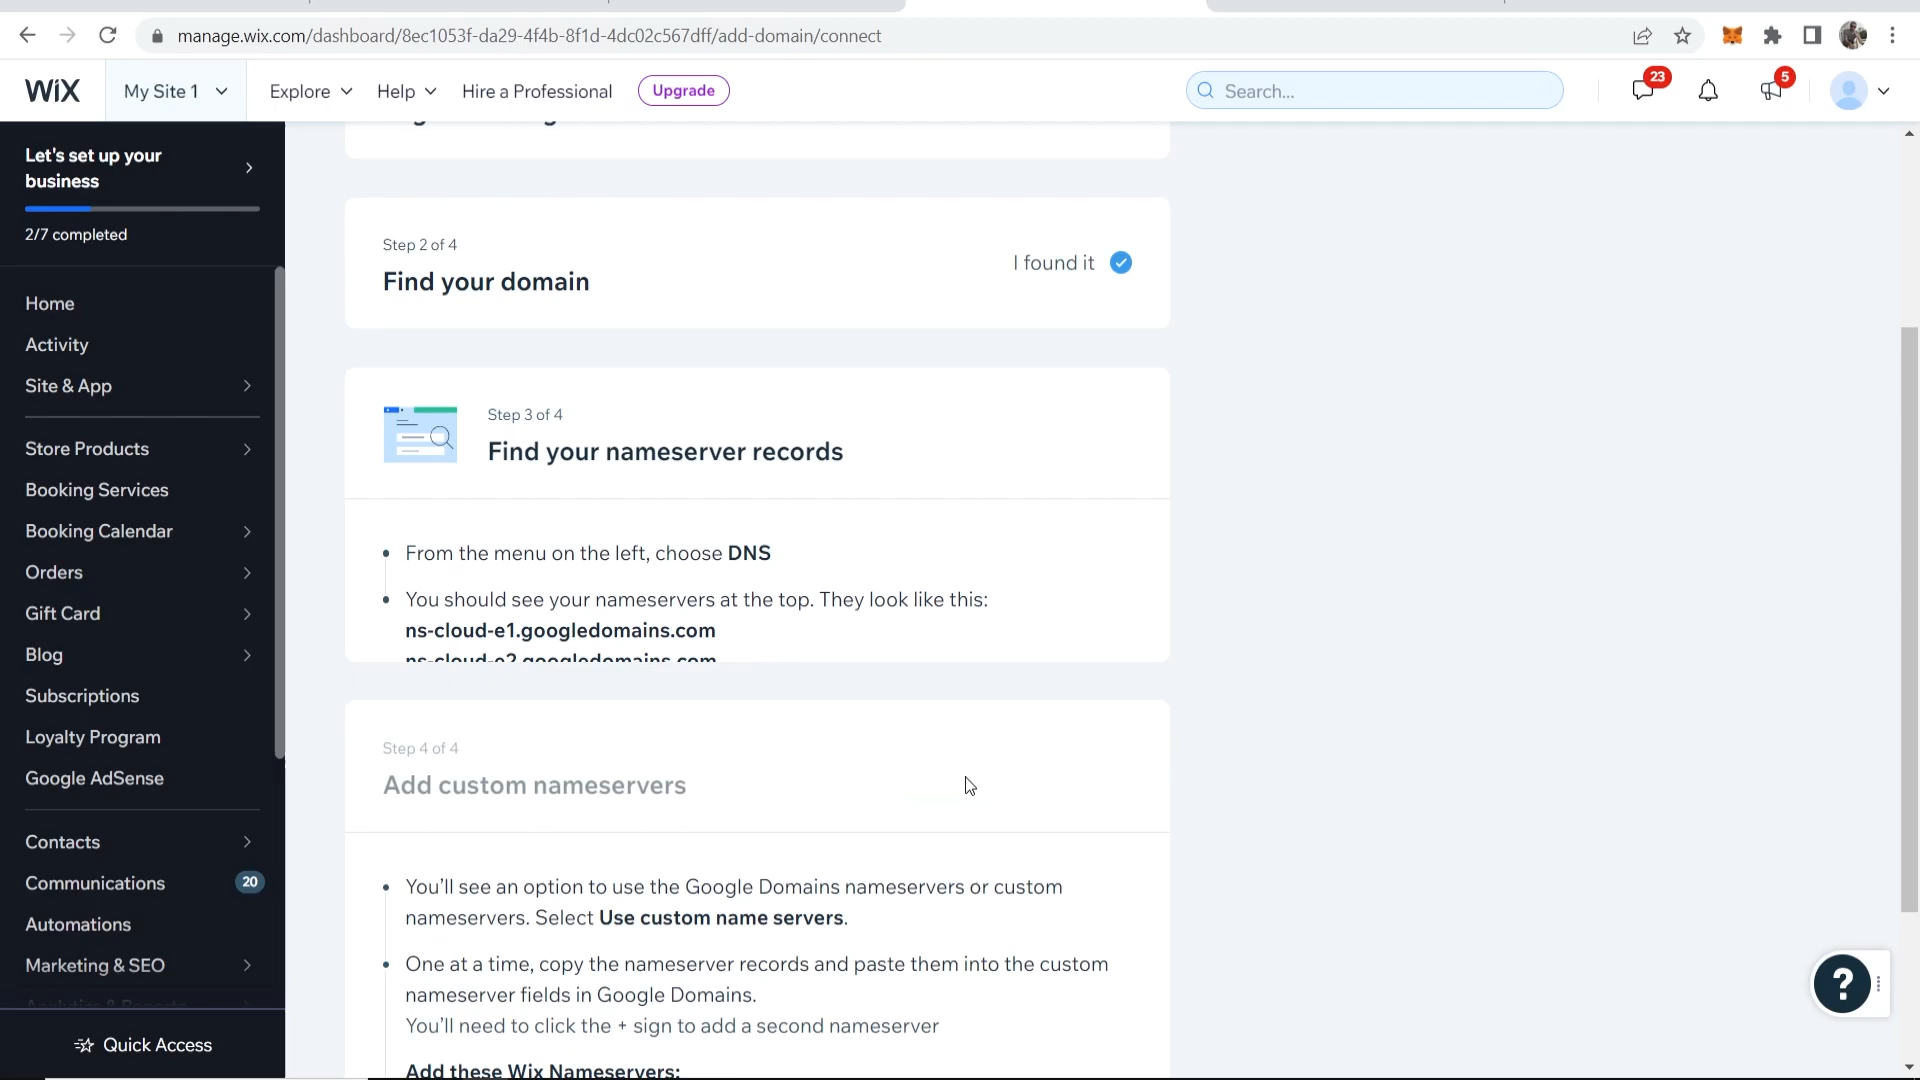 manage.wix.com/dashboard/8ec1053f-da29-4f4b-8f1d-4dc02c567dff/add-domain/connect
WIX
My Site 1
Explore
Help
Hire a Professional
Upgrade
Search...
23
5
Let's set up your
business
2/7 completed
Home
Activity
Site & App
Store Products
Booking Services
Booking Calendar
Orders
Gift Card
Blog
Subscriptions
Loyalty Program
Google AdSense
Contacts
Communications
20
Automations
Marketing & SEO
Analytics & Reports
Quick Access
Step 2 of 4
Find your domain
I found it
Step 3 of 4
Find your nameserver records
From the menu on the left, choose DNS
You should see your nameservers at the top. They look like this:
ns-cloud-e1.googledomains.com
ns-cloud-e2.googledomains.com
Step 4 of 4
Add custom nameservers
You'll see an option to use the Google Domains nameservers or custom
nameservers. Select Use custom name servers.
One at a time, copy the nameserver records and paste them into the custom
nameserver fields in Google Domains.
You'll need to click the + sign to add a second nameserver
Add these Wix Nameservers:
?